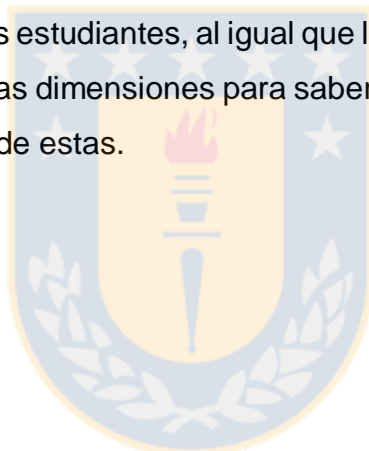 s estudiantes, al igual que l
as dimensiones para saber
de estas.